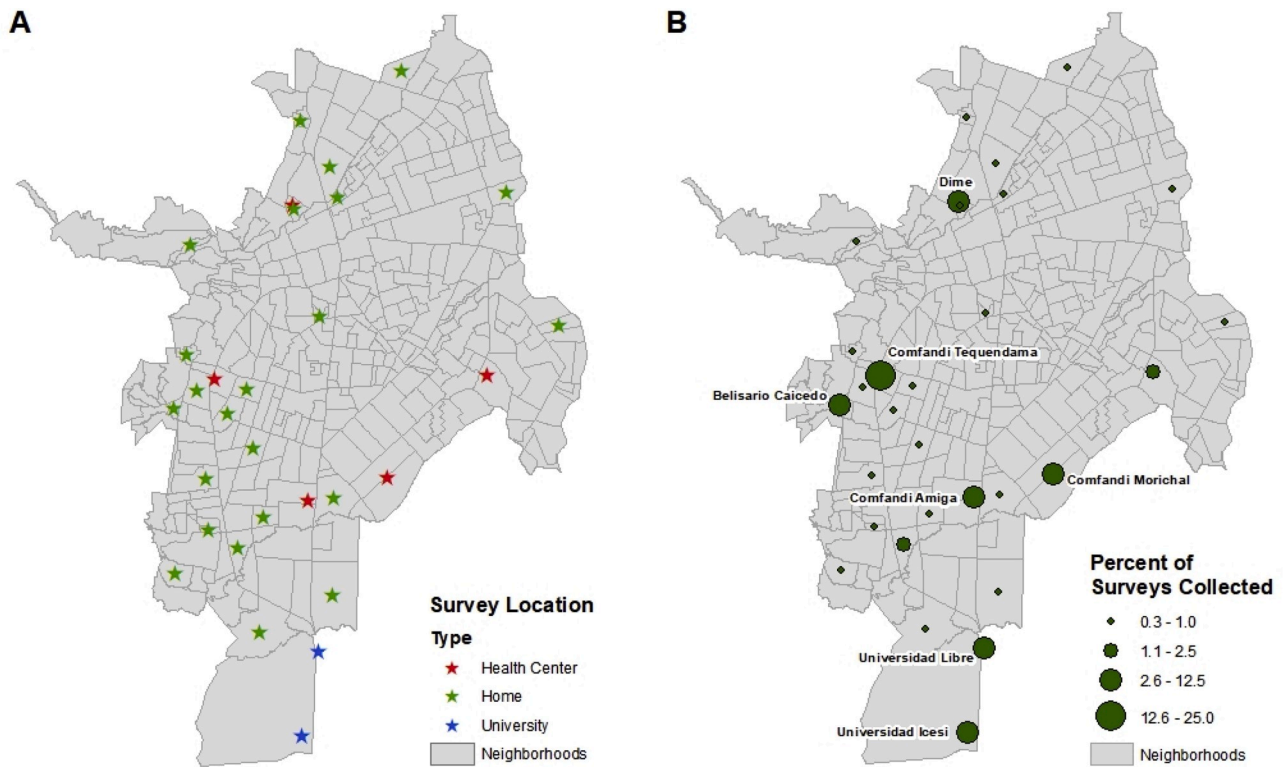 A
Survey Location
Type
Health Center
Home
University
Neighborhoods
B
Dime
Comfandi Tequendama
Belisario Caicedo
Comfandi Morichal
Comfandi Amiga
Universidad Libre
Universidad Icesi
Percent of
Surveys Collected
0.3 - 1.0
1.1 - 2.5
2.6 - 12.5
12.6 - 25.0
Neighborhoods